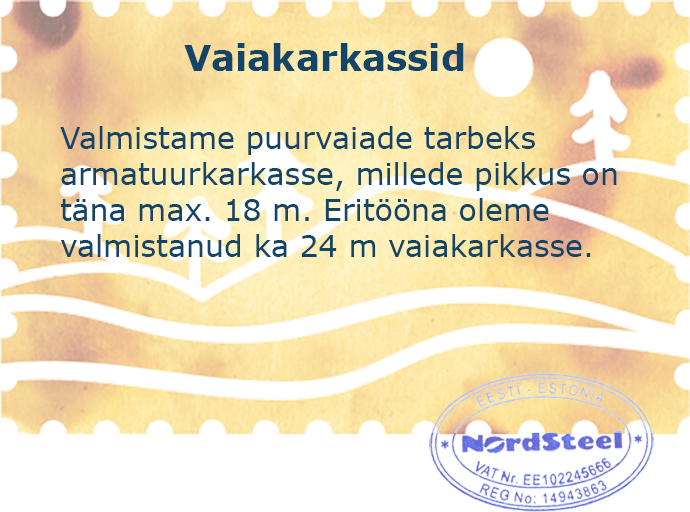 Vaiakarkassid
Valmistame puurvaiade tarbeks
armatuurkarkasse, millede pikkus on
täna max. 18 m. Eritööna oleme
valmistanud ka 24 m vaiakarkasse.
EESTI - ESTONIA
* NordSteel *
VAT Nr. EE102245666
REG No: 14943863